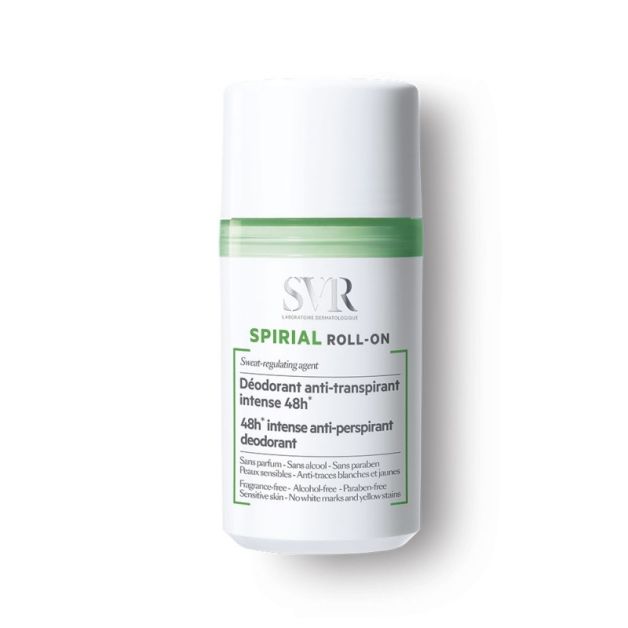 SVR
LABORATOIRE DERMATOLOGIQUE
SPIRIAL ROLL-ON
Sweat-regulating agent
Déodorant anti-transpirant
intense 48h*
48h* intense anti-perspirant
deodorant
Sans parfum - Sans alcool - Sans paraben
Peaux sensibles - Anti-traces blanches et jaunes
Fragrance-free - Alcohol-free - Paraben-free
Sensitive skin - No white marks and yellow stains